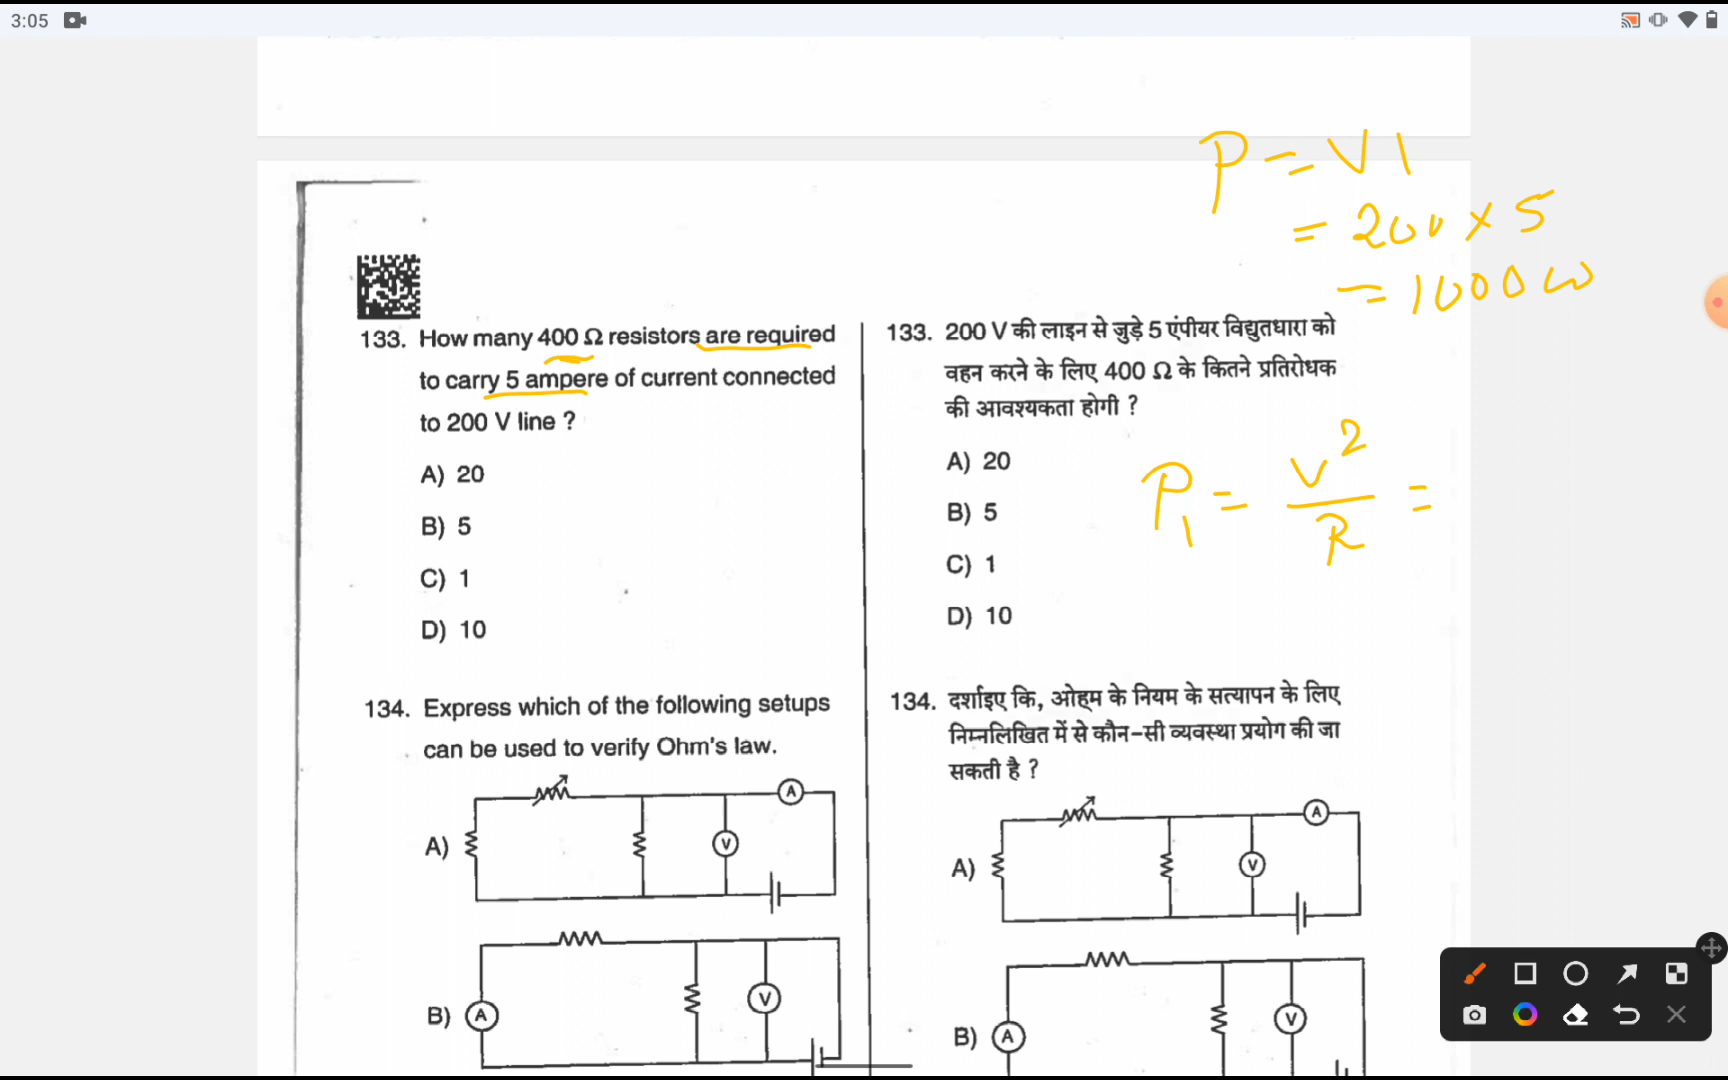 3:05
P = VI
= 200 × 5
= 1000 W
133. How many 400 Ω resistors are required
to carry 5 ampere of current connected
to 200 V line ?
A) 20
B) 5
C) 1
D) 10
134. Express which of the following setups
can be used to verify Ohm's law.
A)
A
V
B)
A
V
133. 200 V की लाइन से जुड़े 5 एंपीयर विद्युतधारा को
वहन करने के लिए 400 Ω के कितने प्रतिरोधक
की आवश्यकता होगी ?
A) 20
B) 5
C) 1
D) 10
P₁ = V²/R =
134. दर्शाइए कि, ओह्म के नियम के सत्यापन के लिए
निम्नलिखित में से कौन-सी व्यवस्था प्रयोग की जा
सकती है ?
A)
A
V
B)
A
V